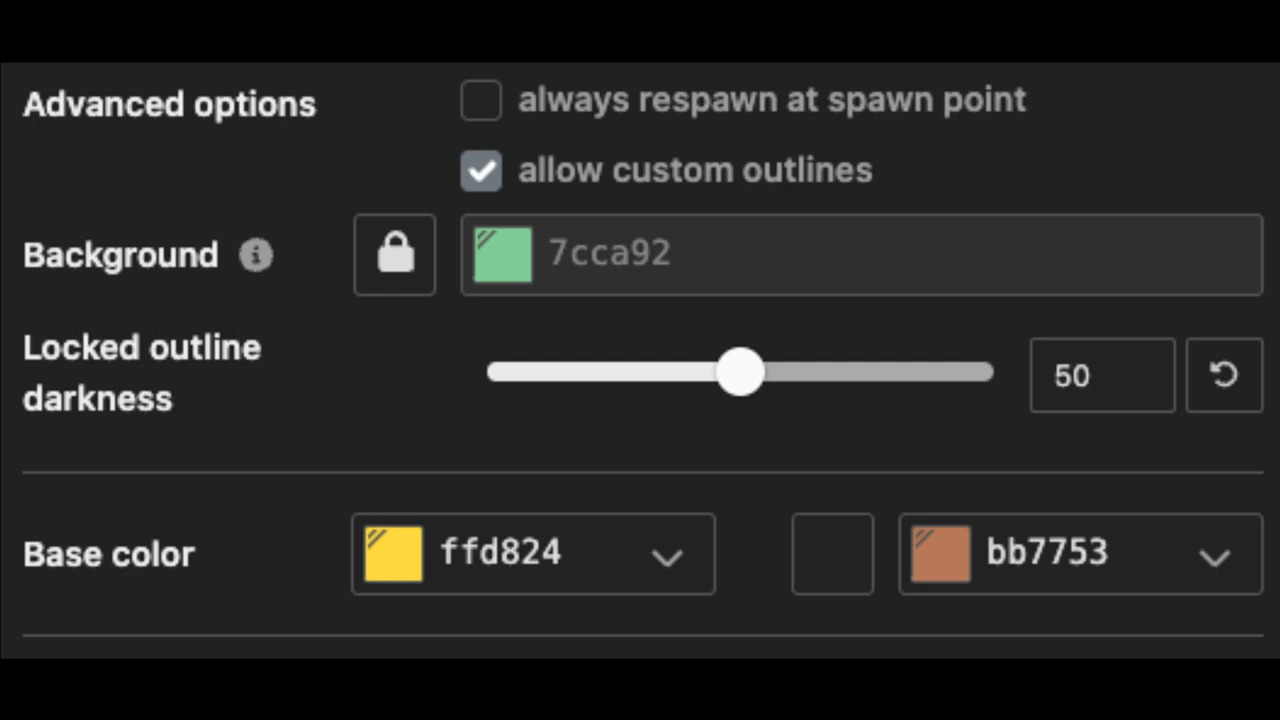 Advanced options
always respawn at spawn point
allow custom outlines
Background
7cca92
Locked outline
darkness
50
Base color
ffd824
bb7753